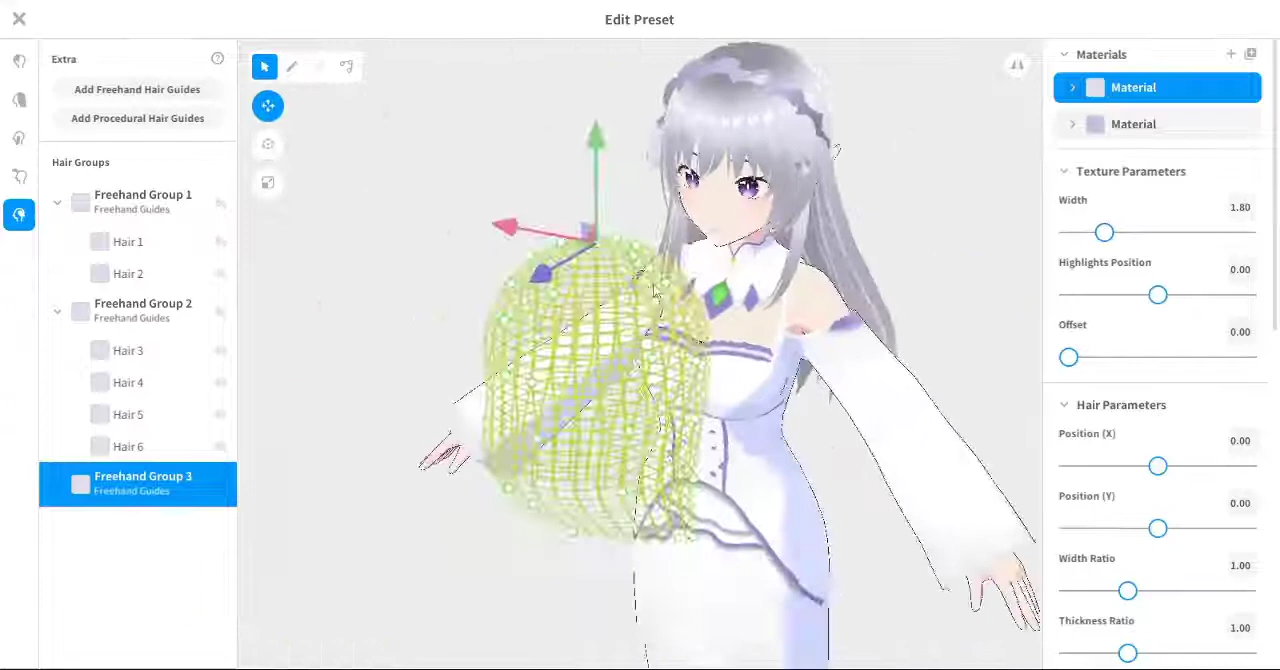 Edit Preset
Extra
Add Freehand Hair Guides
Add Procedural Hair Guides
Hair Groups
Freehand Group 1
Freehand Guides
Hair 1
Hair 2
Freehand Group 2
Freehand Guides
Hair 3
Hair 4
Hair 5
Hair 6
Freehand Group 3
Freehand Guides
Materials
Material
Material
Texture Parameters
Width
1.80
Highlights Position
0.00
Offset
0.00
Hair Parameters
Position (X)
0.00
Position (Y)
0.00
Width Ratio
1.00
Thickness Ratio
1.00